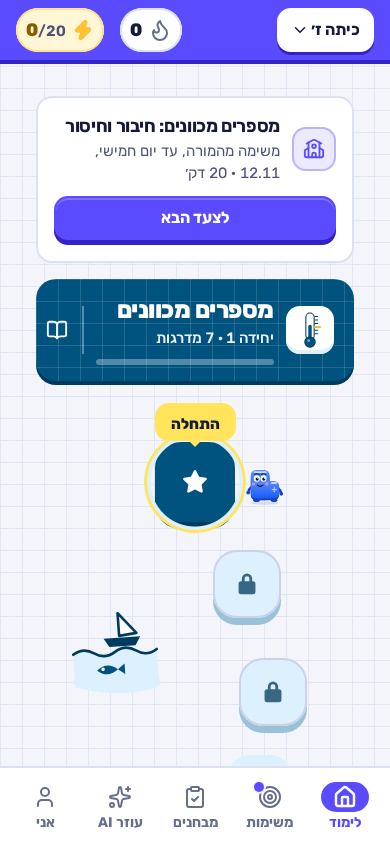 כיתה ז׳
0
0/20
מספרים מכוונים: חיבור וחיסור
משימה מהמורה, עד יום חמישי,
12.11 • 20 דק׳
לצעד הבא
מספרים מכוונים
יחידה 1 • 7 מדרגות
התחלה
לימוד
משימות
מבחנים
עוזר AI
אני